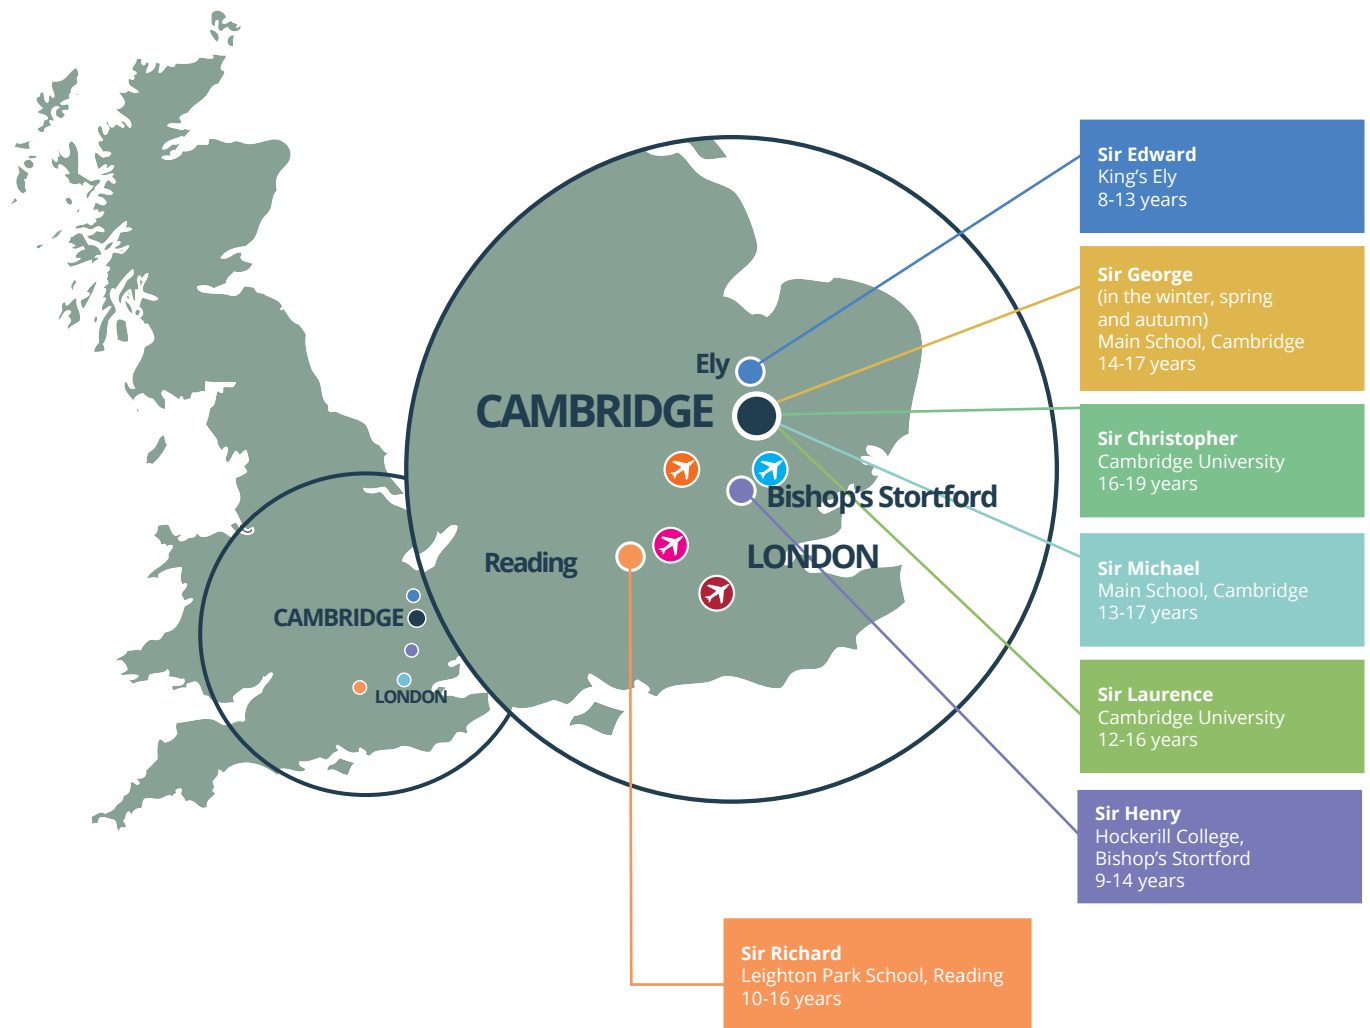 Sir Edward
King's Ely
8-13 years
Sir George
(in the winter, spring
and autumn)
Main School, Cambridge
14-17 years
Ely
CAMBRIDGE
Sir Christopher
Cambridge University
16-19 years
Bishop's Stortford
Reading
LONDON
Sir Michael
Main School, Cambridge
13-17 years
CAMBRIDGE
LONDON
Sir Laurence
Cambridge University
12-16 years
Sir Henry
Hockerill College,
Bishop's Stortford
9-14 years
Sir Richard
Leighton Park School, Reading
10-16 years